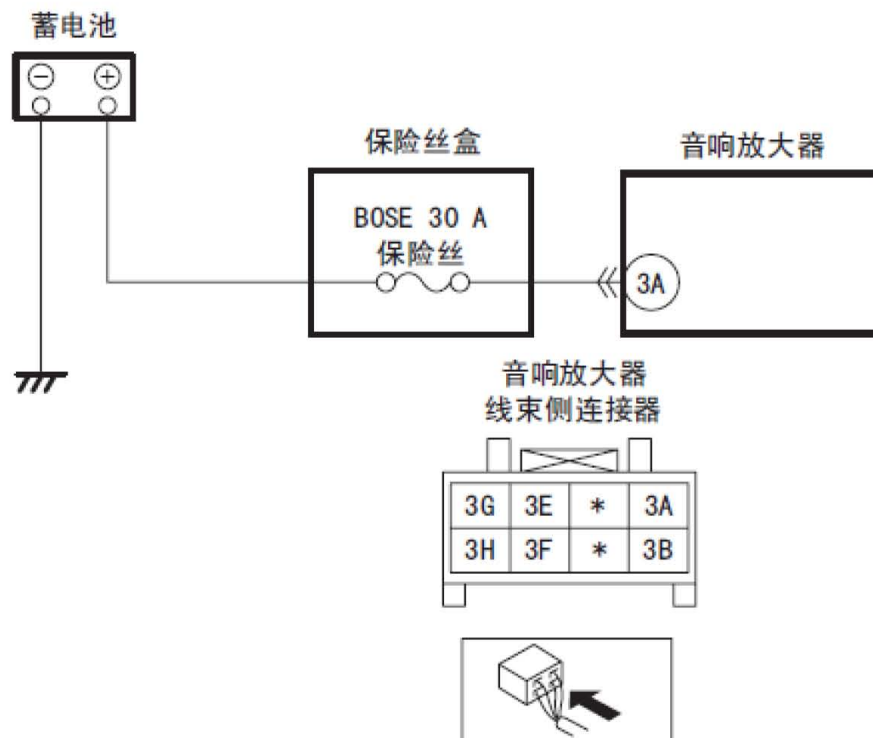 蓄电池
− +
保险丝盒
音响放大器
BOSE 30 A
保险丝
3A
音响放大器
线束侧连接器
3G 3E * 3A
3H 3F * 3B